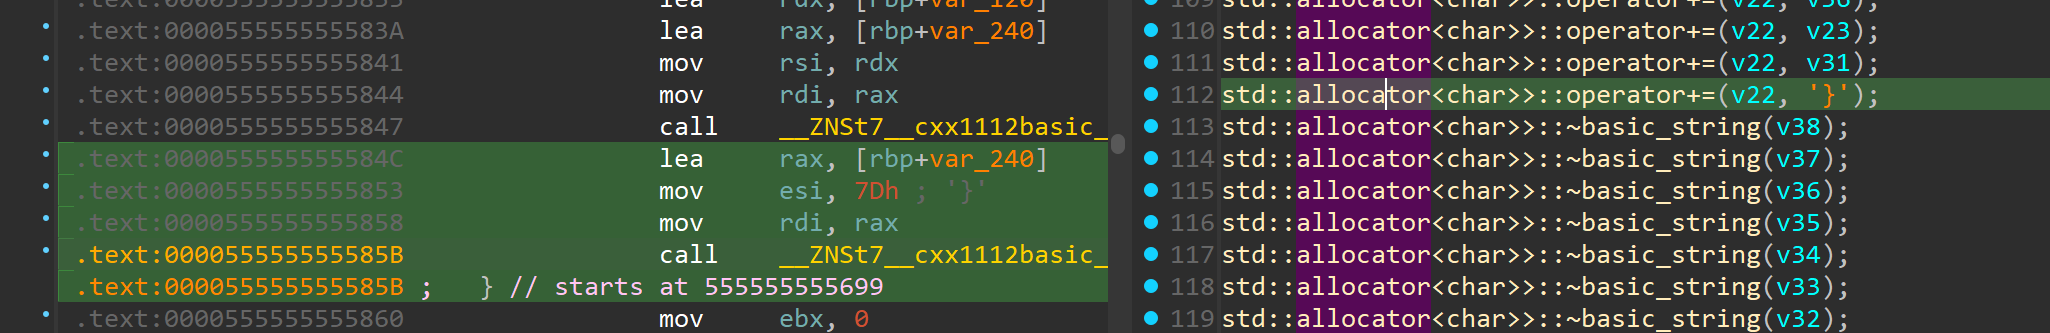 lea rdx, [rbp+var_120]
.text:000055555555583A lea rax, [rbp+var_240]
.text:0000555555555841 mov rsi, rdx
.text:0000555555555844 mov rdi, rax
.text:0000555555555847 call __ZNSt7__cxx1112basic_
.text:000055555555584C lea rax, [rbp+var_240]
.text:0000555555555853 mov esi, 7Dh ; '}'
.text:0000555555555858 mov rdi, rax
.text:000055555555585B call __ZNSt7__cxx1112basic_
.text:000055555555585B ;   } // starts at 555555555699
.text:0000555555555860 mov ebx, 0
109 std::allocator<char>>::operator+=(v22, v36);
110 std::allocator<char>>::operator+=(v22, v23);
111 std::allocator<char>>::operator+=(v22, v31);
112 std::allocator<char>>::operator+=(v22, '}');
113 std::allocator<char>>::~basic_string(v38);
114 std::allocator<char>>::~basic_string(v37);
115 std::allocator<char>>::~basic_string(v36);
116 std::allocator<char>>::~basic_string(v35);
117 std::allocator<char>>::~basic_string(v34);
118 std::allocator<char>>::~basic_string(v33);
119 std::allocator<char>>::~basic_string(v32);